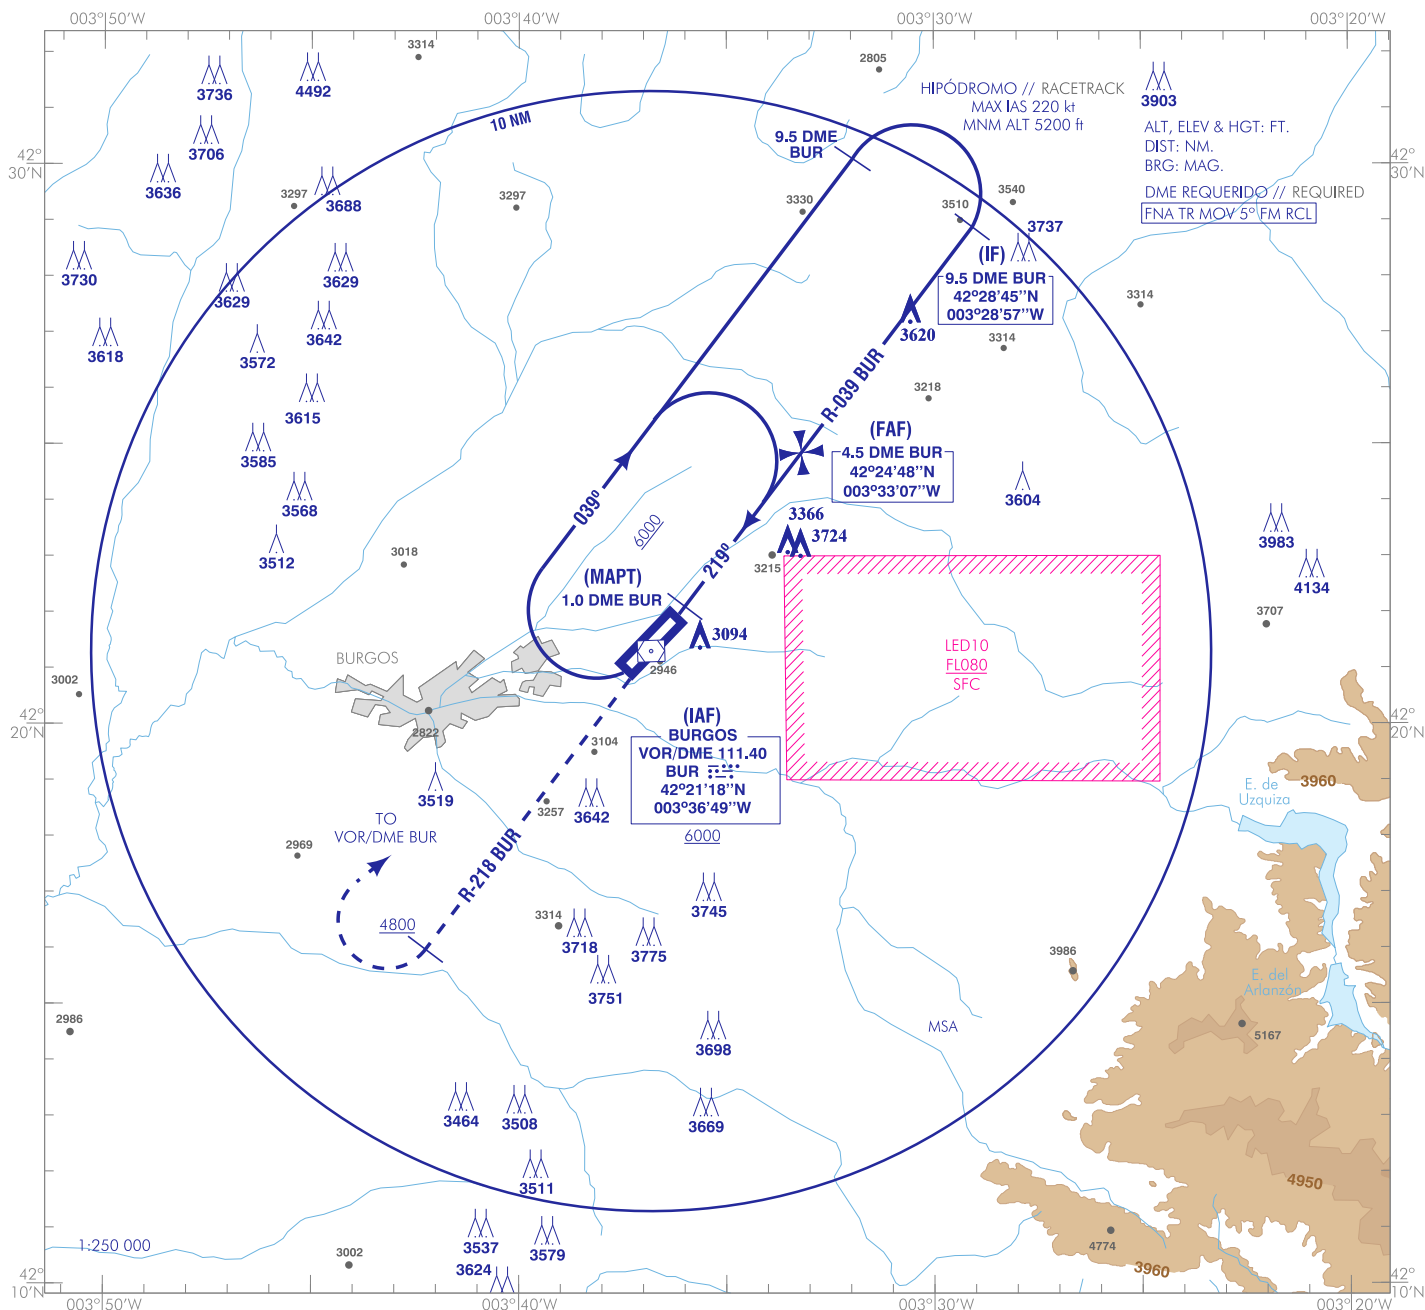 003°50'W
003°40'W
003°30'W
003°20'W
3314
2805
3736
4492
HIPÓDROMO // RACETRACK
MAX IAS 220 kt
MNM ALT 5200 ft
3903
10 NM
ALT, ELEV & HGT: FT.
DIST: NM.
BRG: MAG.
3706
9.5 DME
BUR
42°
30'N
42°
30'N
3636
DME REQUERIDO // REQUIRED
FNA TR MOV 5° FM RCL
3297
3688
3297
3330
3510
3540
3737
(IF)
9.5 DME BUR
42°28'45''N
003°28'57''W
3730
3629
3629
3314
3618
3572
3642
3620
3314
R-039 BUR
3615
3218
3585
(FAF)
4.5 DME BUR
42°24'48''N
003°33'07''W
3568
039°
3604
3366
3724
3983
3512
3018
6000
219°
3215
4134
(MAPT)
1.0 DME BUR
3094
3707
BURGOS
2946
LED10
FL080
SFC
3002
42°
20'N
42°
20'N
2822
3104
(IAF)
BURGOS
VOR/DME 111.40
BUR
42°21'18''N
003°36'49''W
6000
3960
3519
3257
3642
E. de
Uzquiza
TO
VOR/DME BUR
2969
R-218 BUR
3745
4800
3314
3718
3775
3751
3986
E. del
Arlanzón
2986
MSA
5167
3698
3464
3508
3669
3511
4950
3537
3579
4774
1:250 000
3002
3624
3960
42°
10'N
42°
10'N
003°50'W
003°40'W
003°30'W
003°20'W